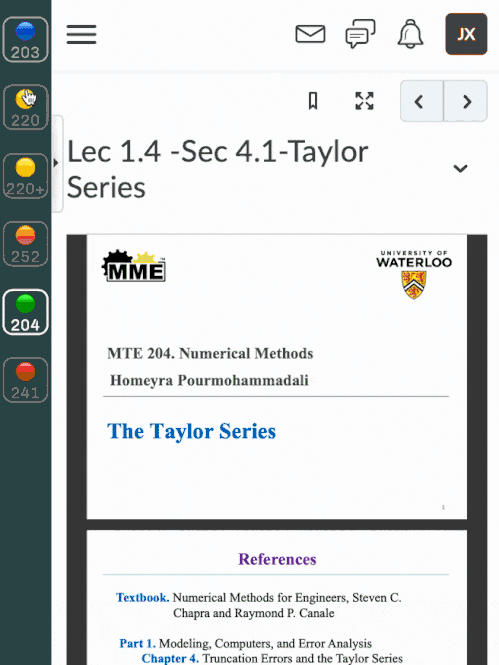 203
220
220+
252
204
241
JX
Lec 1.4 -Sec 4.1-Taylor
Series
MME
UNIVERSITY OF
WATERLOO
MTE 204. Numerical Methods
Homeyra Pourmohammadali
The Taylor Series
1
References
Textbook. Numerical Methods for Engineers, Steven C.
Chapra and Raymond P. Canale
Part 1. Modeling, Computers, and Error Analysis
Chapter 4. Truncation Errors and the Taylor Series